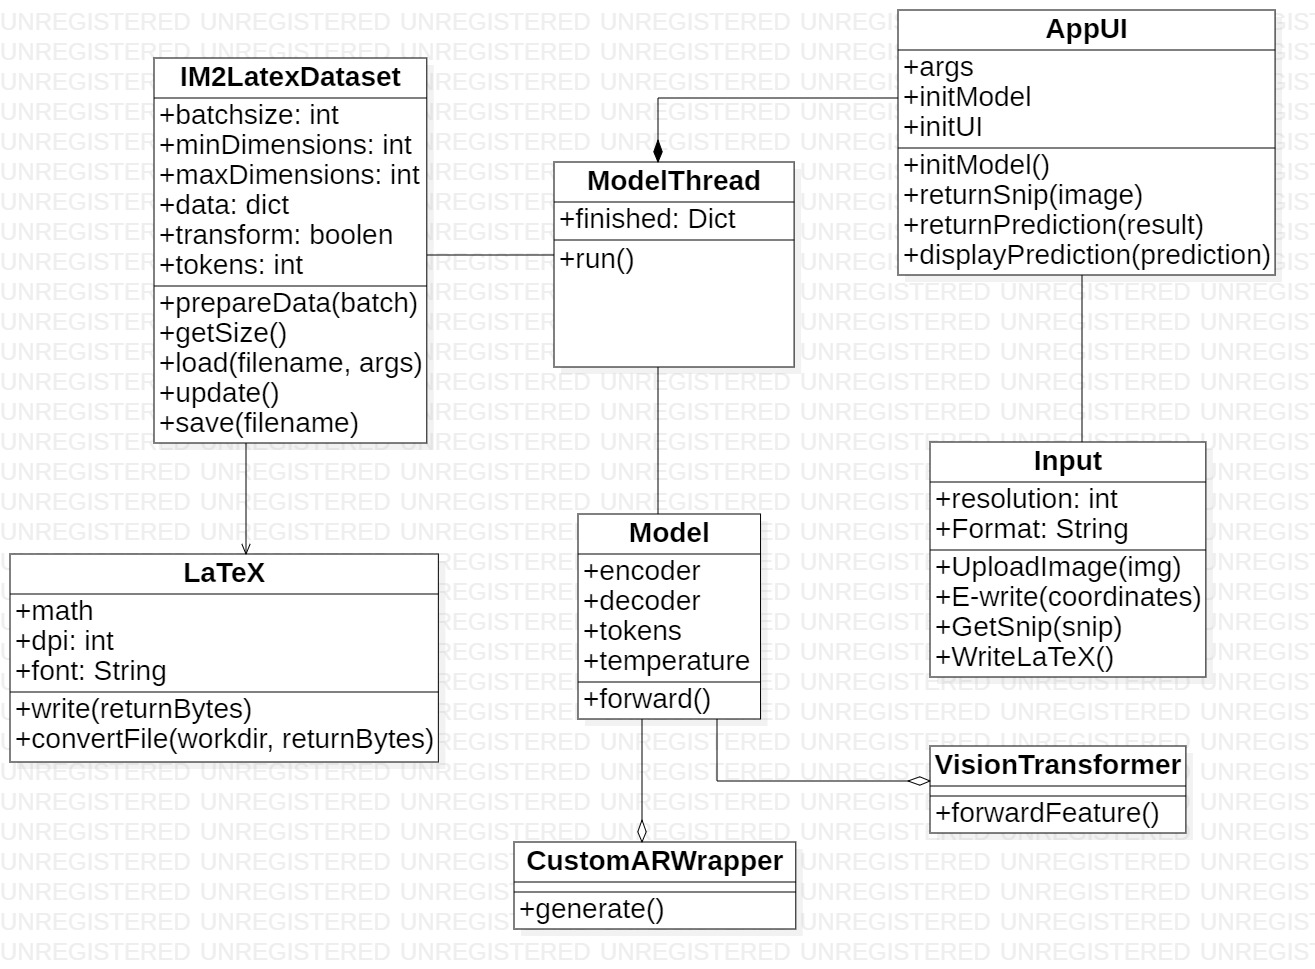 IM2LatexDataset
+batchsize: int
+minDimensions: int
+maxDimensions: int
+data: dict
+transform: boolen
+tokens: int
+prepareData(batch)
+getSize()
+load(filename, args)
+update()
+save(filename)
ModelThread
+finished: Dict
+run()
AppUI
+args
+initModel
+initUI
+initModel()
+returnSnip(image)
+returnPrediction(result)
+displayPrediction(prediction)
LaTeX
+math
+dpi: int
+font: String
+write(returnBytes)
+convertFile(workdir, returnBytes)
Model
+encoder
+decoder
+tokens
+temperature
+forward()
Input
+resolution: int
+Format: String
+UploadImage(img)
+E-write(coordinates)
+GetSnip(snip)
+WriteLaTeX()
VisionTransformer
+forwardFeature()
CustomARWrapper
+generate()
UNREGISTERED